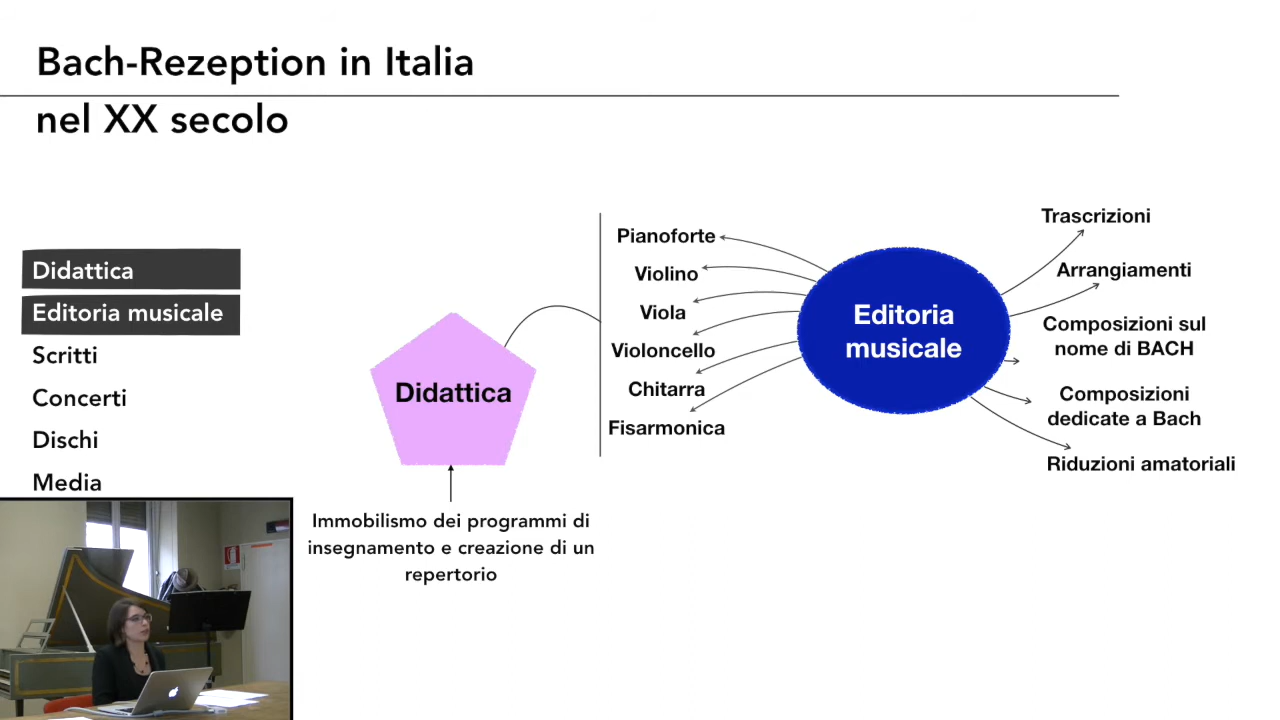 Bach-Rezeption in Italia
nel XX secolo
Didattica
Editoria musicale
Scritti
Concerti
Dischi
Media
Didattica
Immobilismo dei programmi di
insegnamento e creazione di un
repertorio
Pianoforte
Violino
Viola
Violoncello
Chitarra
Fisarmonica
Editoria
musicale
Trascrizioni
Arrangiamenti
Composizioni sul
nome di BACH
Composizioni
dedicate a Bach
Riduzioni amatoriali